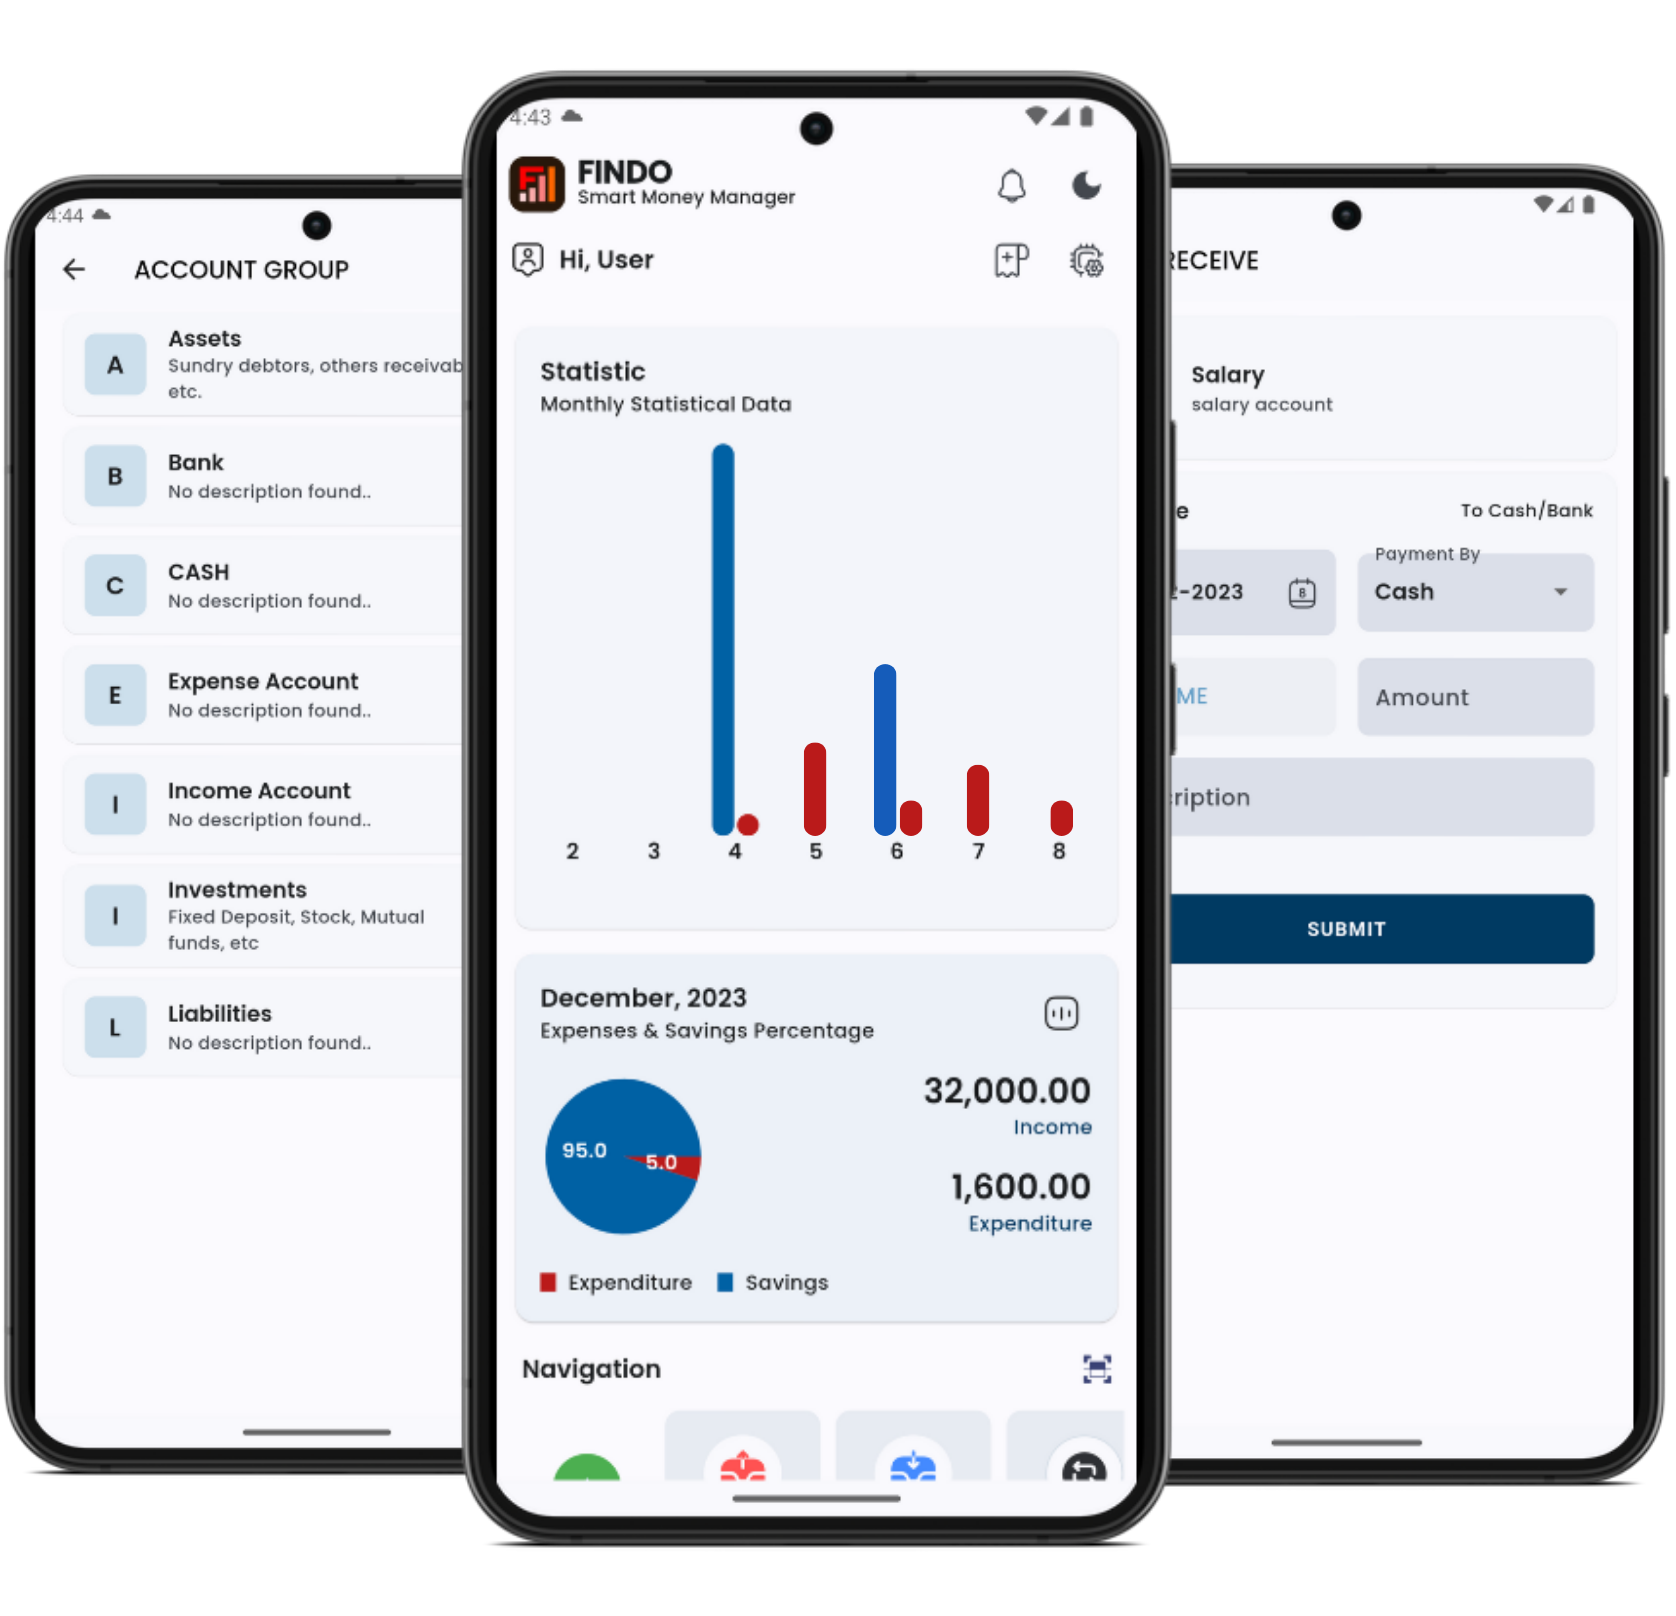 4:44
ACCOUNT GROUP
A
Assets
Sundry debtors, others receivab
etc.
B
Bank
No description found..
C
CASH
No description found..
E
Expense Account
No description found..
I
Income Account
No description found..
I
Investments
Fixed Deposit, Stock, Mutual
funds, etc
L
Liabilities
No description found..
4:43
FINDO
Smart Money Manager
Hi, User
Statistic
Monthly Statistical Data
2 3 4 5 6 7 8
December, 2023
Expenses & Savings Percentage
95.0
5.0
32,000.00
Income
1,600.00
Expenditure
Expenditure Savings
Navigation
RECEIVE
Salary
salary account
e To Cash/Bank
Payment By
-2023 8 Cash
ME Amount
ription
SUBMIT